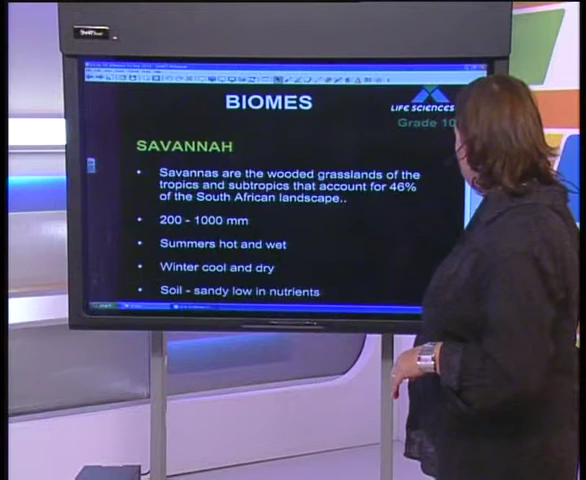 SMART
BIOMES
LIFE SCIENCES
Grade 10
SAVANNAH
• Savannas are the wooded grasslands of the
tropics and subtropics that account for 46%
of the South African landscape..
• 200 - 1000 mm
• Summers hot and wet
• Winter cool and dry
• Soil - sandy low in nutrients